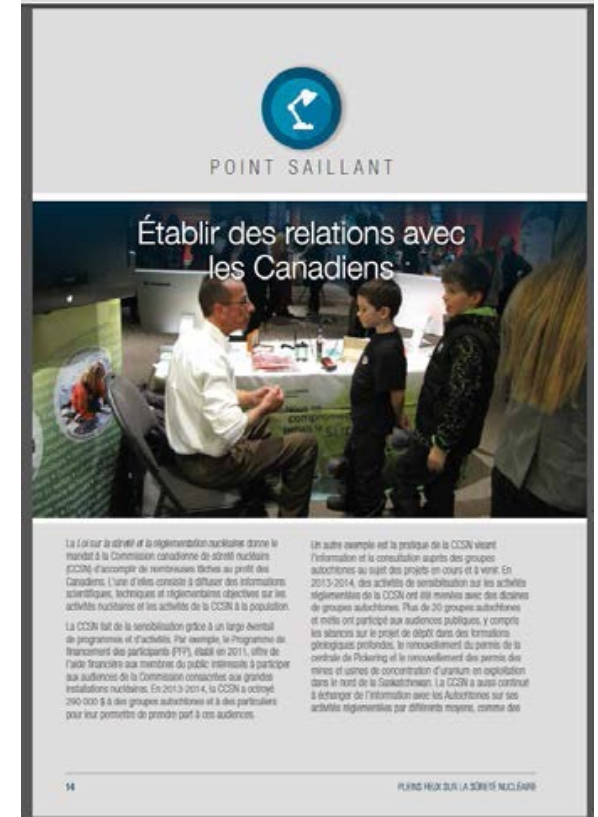 POINT SAILLANT
Établir des relations avec
les Canadiens
compromet
La Loi sur la sûreté et la réglementation nucléaires donne le
mandat à la Commission canadienne de sûreté nucléaire
(CCSN) d'accomplir de nombreuses tâches au profit des
Canadiens. L'une d'elles consiste à diffuser des informations
scientifiques, techniques et réglementaires objectives sur les
activités nucléaires et les activités de la CCSN à la population.
La CCSN fait de la sensibilisation grâce à un large éventail
de programmes et d'activités. Par exemple, le Programme de
financement des participants (PFP), établi en 2011, offre de
l'aide financière aux membres du public intéressés à participer
aux audiences de la Commission consacrées aux grandes
installations nucléaires. En 2013-2014, la CCSN a octroyé
290 000 $ à des groupes autochtones et à des particuliers
pour leur permettre de prendre part à ces audiences.
Un autre exemple est la pratique de la CCSN visant
l'information et la consultation auprès des groupes
autochtones au sujet des projets en cours et à venir. En
2013-2014, des activités de sensibilisation sur les activités
réglementées de la CCSN ont été menées avec des dizaines
de groupes autochtones. Plus de 20 groupes autochtones
et métis ont participé aux audiences publiques, y compris
les séances sur le projet de dépôt dans des formations
géologiques profondes, le renouvellement du permis de la
centrale de Pickering et le renouvellement des permis des
mines et usines de concentration d'uranium en exploitation
dans le nord de la Saskatchewan. La CCSN a aussi continué
à échanger de l'information avec les Autochtones sur ses
activités réglementées par différents moyens, comme des
14
PLEINS FEUX SUR LA SÛRETÉ NUCLÉAIRE